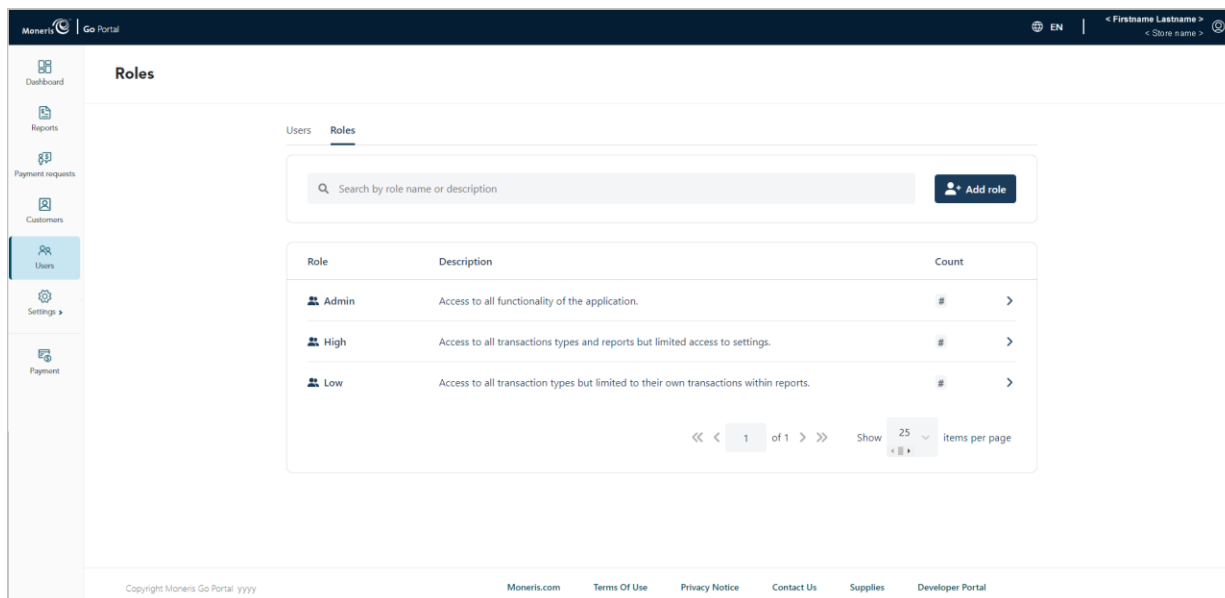 Moneris Go Portal
EN
< Firstname Lastname >
< Store name >
Dashboard
Reports
Payment requests
Customers
Users
Settings
Payment
Roles
Users Roles
Search by role name or description
Add role
Role Description Count
Admin Access to all functionality of the application. #
High Access to all transactions types and reports but limited access to settings. #
Low Access to all transaction types but limited to their own transactions within reports. #
1 of 1 Show 25 items per page
Copyright Moneris Go Portal yyyy Moneris.com Terms Of Use Privacy Notice Contact Us Supplies Developer Portal